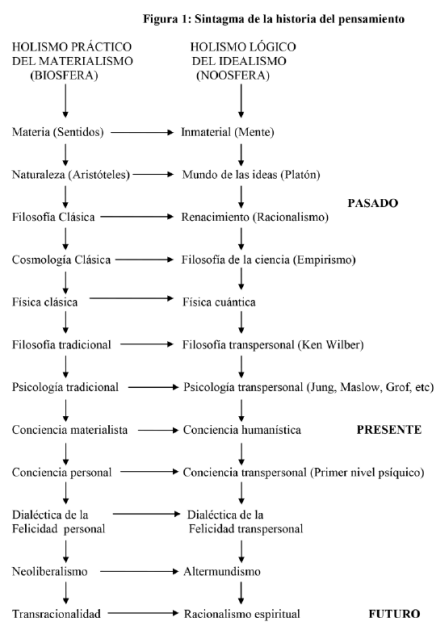 Figura 1: Sintagma de la historia del pensamiento
HOLISMO PRÁCTICO HOLISMO LÓGICO
DEL MATERIALISMO DEL IDEALISMO
(BIOSFERA) (NOOSFERA)
Materia (Sentidos) Inmaterial (Mente)
Naturaleza (Aristóteles) Mundo de las ideas (Platón)
PASADO
Filosofía Clásica Renacimiento (Racionalismo)
Cosmología Clásica Filosofía de la ciencia (Empirismo)
Física clásica Física cuántica
Filosofía tradicional Filosofía transpersonal (Ken Wilber)
Psicología tradicional Psicología transpersonal (Jung, Maslow, Grof, etc)
Conciencia materialista Conciencia humanística PRESENTE
Conciencia personal Conciencia transpersonal (Primer nivel psíquico)
Dialéctica de la Dialéctica de la
Felicidad personal Felicidad transpersonal
Neoliberalismo Altermundismo
Transracionalidad Racionalismo espiritual FUTURO